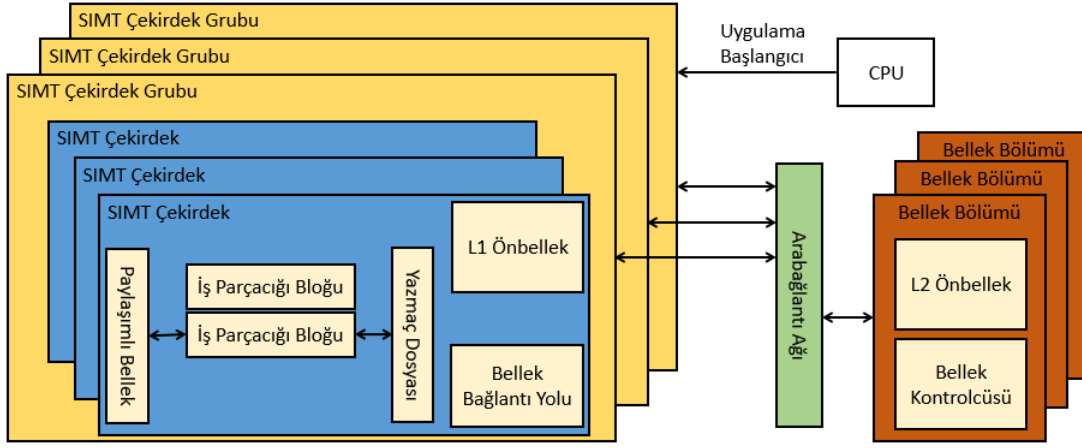 SIMT Çekirdek Grubu
SIMT Çekirdek Grubu
SIMT Çekirdek Grubu
SIMT Çekirdek
SIMT Çekirdek
SIMT Çekirdek
Paylaşımlı Bellek
İş Parçacığı Bloğu
İş Parçacığı Bloğu
Yazmaç Dosyası
L1 Önbellek
Bellek
Bağlantı Yolu
Uygulama
Başlangıcı
CPU
Arabağlantı Ağı
Bellek Bölümü
Bellek Bölümü
Bellek Bölümü
L2 Önbellek
Bellek
Kontrolcüsü